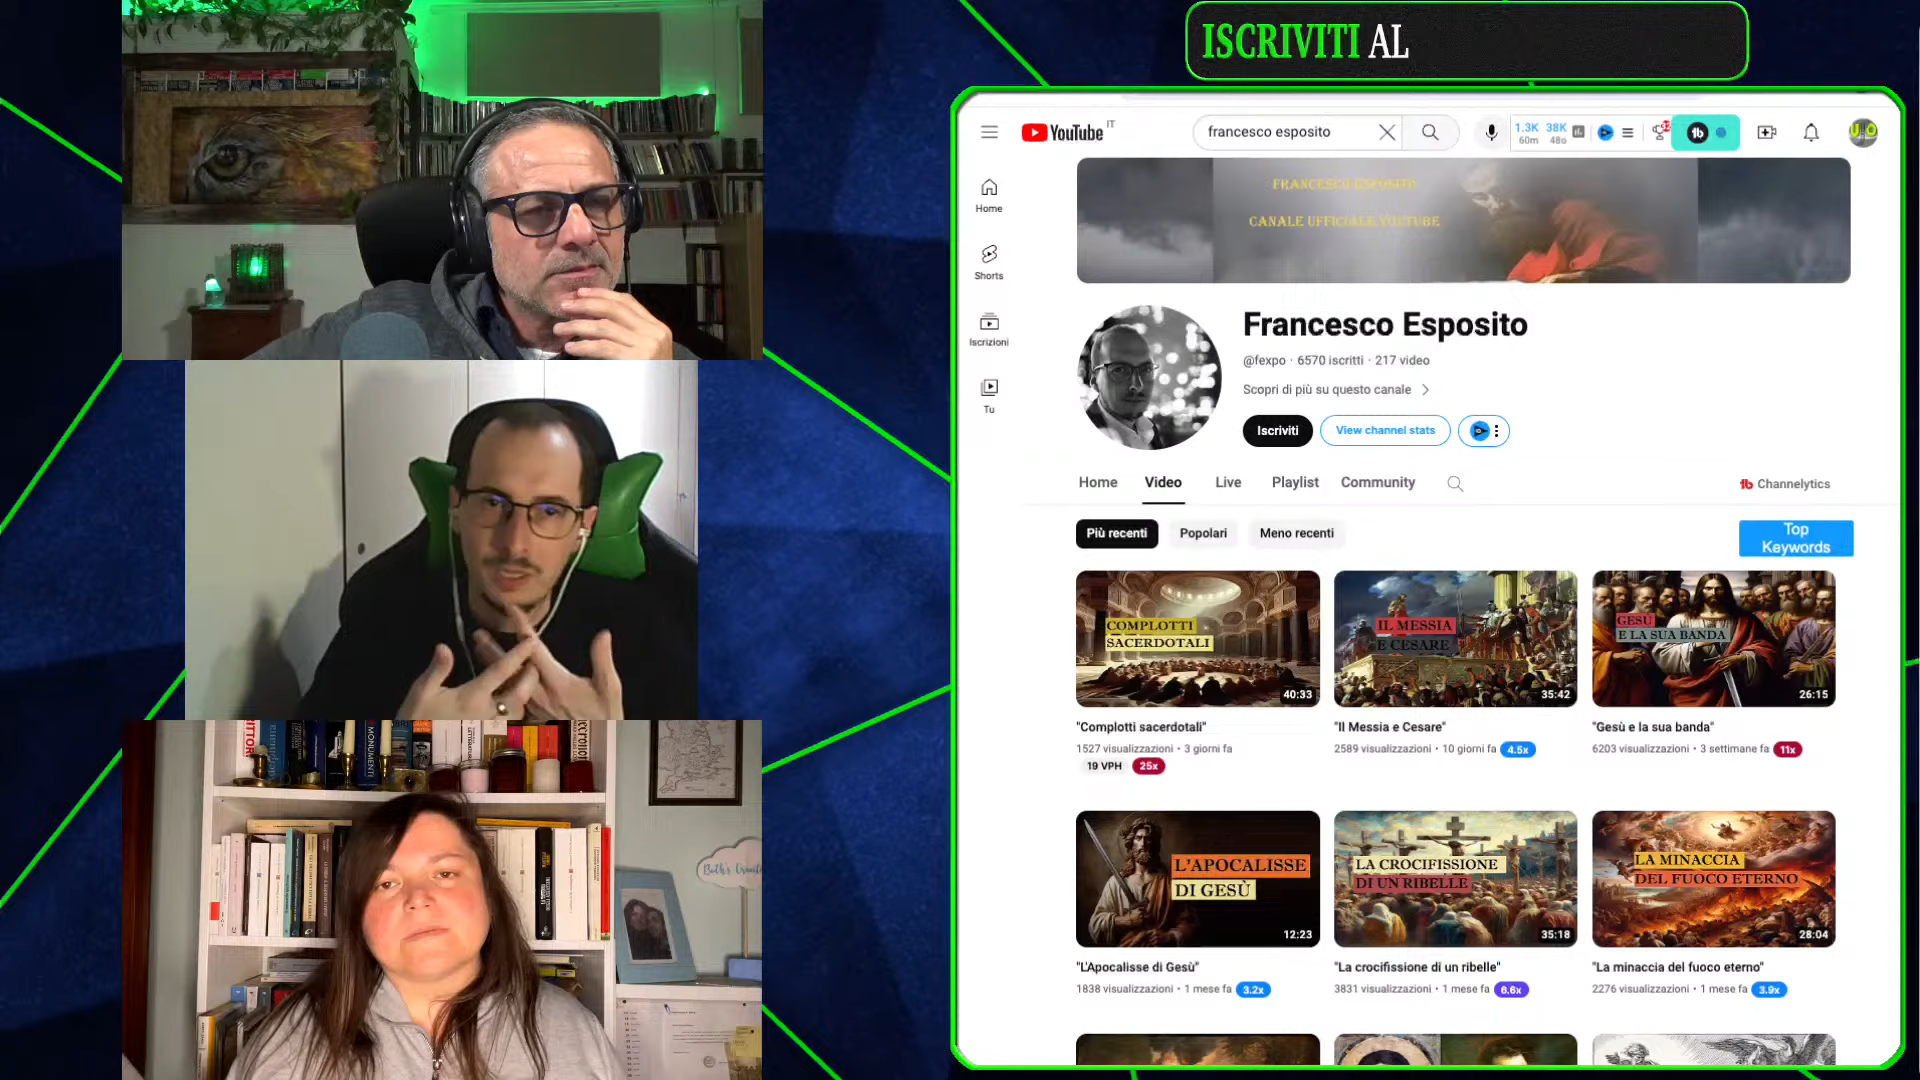 ISCRIVITI AL
YouTube IT
francesco esposito
1.3K 38K
60m 48o
Home
Shorts
Iscrizioni
Tu
FRANCESCO ESPOSITO
CANALE UFFICIALE YOUTUBE
Francesco Esposito
@fexpo · 6570 iscritti · 217 video
Scopri di più su questo canale
Iscriviti
View channel stats
Home Video Live Playlist Community
Channelytics
Più recenti Popolari Meno recenti
Top
Keywords
COMPLOTTI
SACERDOTALI
40:33
IL MESSIA
E CESARE
35:42
GESÙ
E LA SUA BANDA
26:15
"Complotti sacerdotali"
1527 visualizzazioni · 3 giorni fa
19 VPH 25x
"Il Messia e Cesare"
2589 visualizzazioni · 10 giorni fa 4.5x
"Gesù e la sua banda"
6203 visualizzazioni · 3 settimane fa 11x
L'APOCALISSE
DI GESÙ
12:23
LA CROCIFISSIONE
DI UN RIBELLE
35:18
LA MINACCIA
DEL FUOCO ETERNO
28:04
"L'Apocalisse di Gesù"
1838 visualizzazioni · 1 mese fa 3.2x
"La crocifissione di un ribelle"
3831 visualizzazioni · 1 mese fa 6.6x
"La minaccia del fuoco eterno"
2276 visualizzazioni · 1 mese fa 3.9x
MONUMENTI